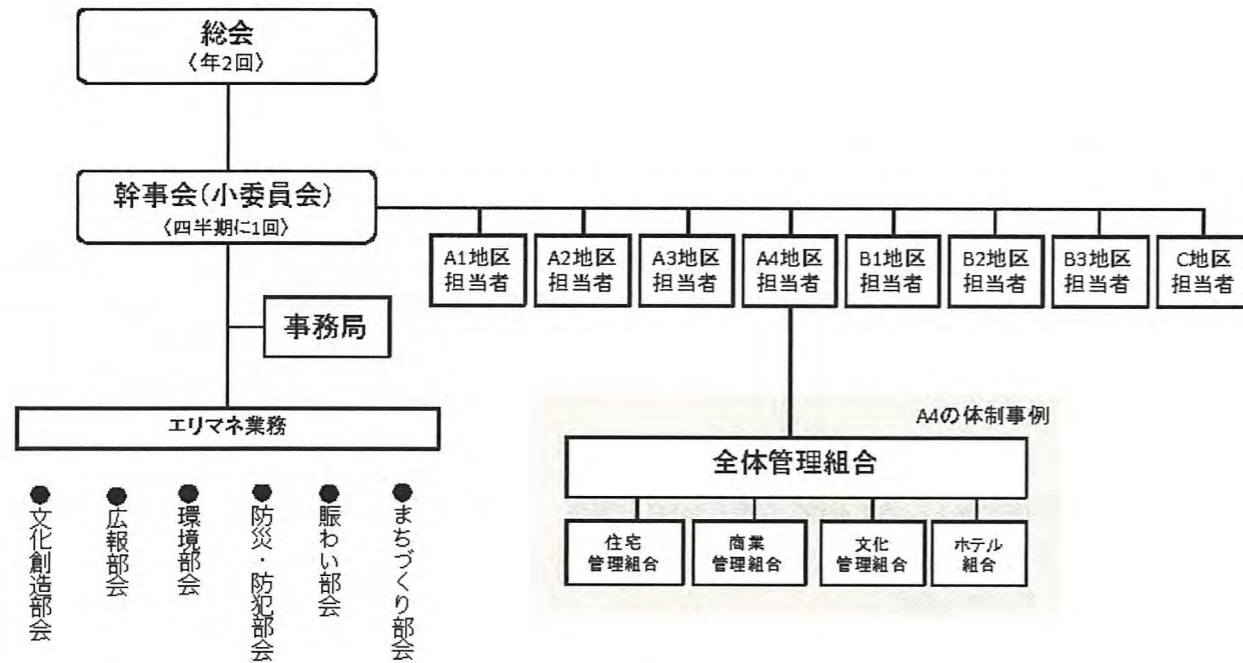 総会
〈年2回〉
幹事会(小委員会)
〈四半期に1回〉
A1地区
担当者
A2地区
担当者
A3地区
担当者
A4地区
担当者
B1地区
担当者
B2地区
担当者
B3地区
担当者
C地区
担当者
事務局
エリマネ業務
●文化創造部会
●広報部会
●環境部会
●防災・防犯部会
●賑わい部会
●まちづくり部会
A4の体制事例
全体管理組合
住宅
管理組合
商業
管理組合
文化
管理組合
ホテル
組合